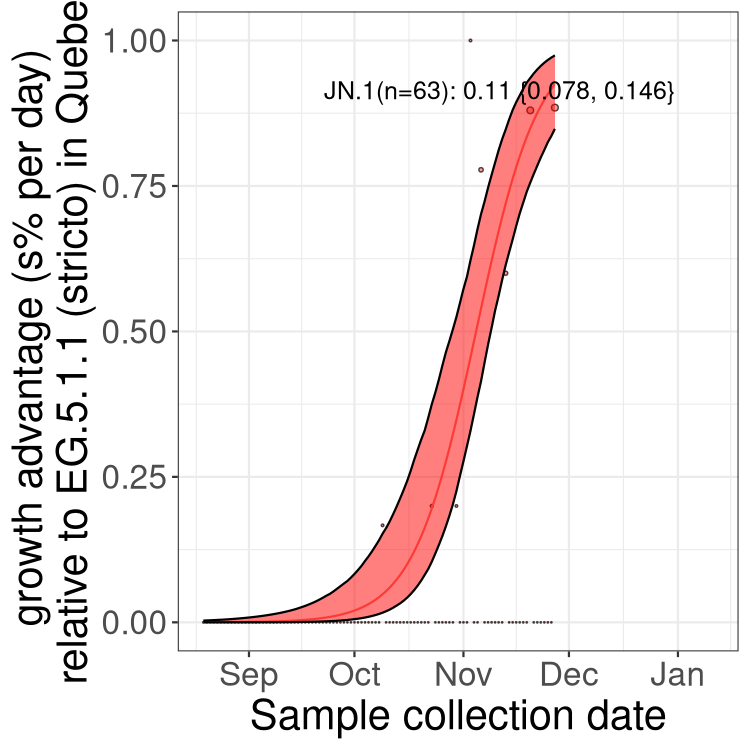 growth advantage (s% per day)
relative to EG.5.1.1 (stricto) in Quebe
1.00
0.75
0.50
0.25
0.00
JN.1(n=63): 0.11 {0.078, 0.146}
Sep Oct Nov Dec Jan
Sample collection date